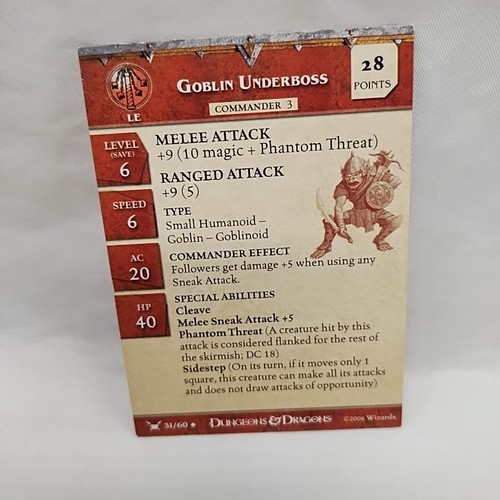 GOBLIN UNDERBOSS
28
POINTS
COMMANDER 3
LE
LEVEL
(SAVE)
6
SPEED
6
AC
20
HP
40
MELEE ATTACK
+9 (10 magic + Phantom Threat)
RANGED ATTACK
+9 (5)
TYPE
Small Humanoid –
Goblin – Goblinoid
COMMANDER EFFECT
Followers get damage +5 when using any
Sneak Attack.
SPECIAL ABILITIES
Cleave
Melee Sneak Attack +5
Phantom Threat (A creature hit by this
attack is considered flanked for the rest of
the skirmish; DC 18)
Sidestep (On its turn, if it moves only 1
square, this creature can make all its attacks
and does not draw attacks of opportunity)
31/60 ★
DUNGEONS & DRAGONS
©2006 Wizards